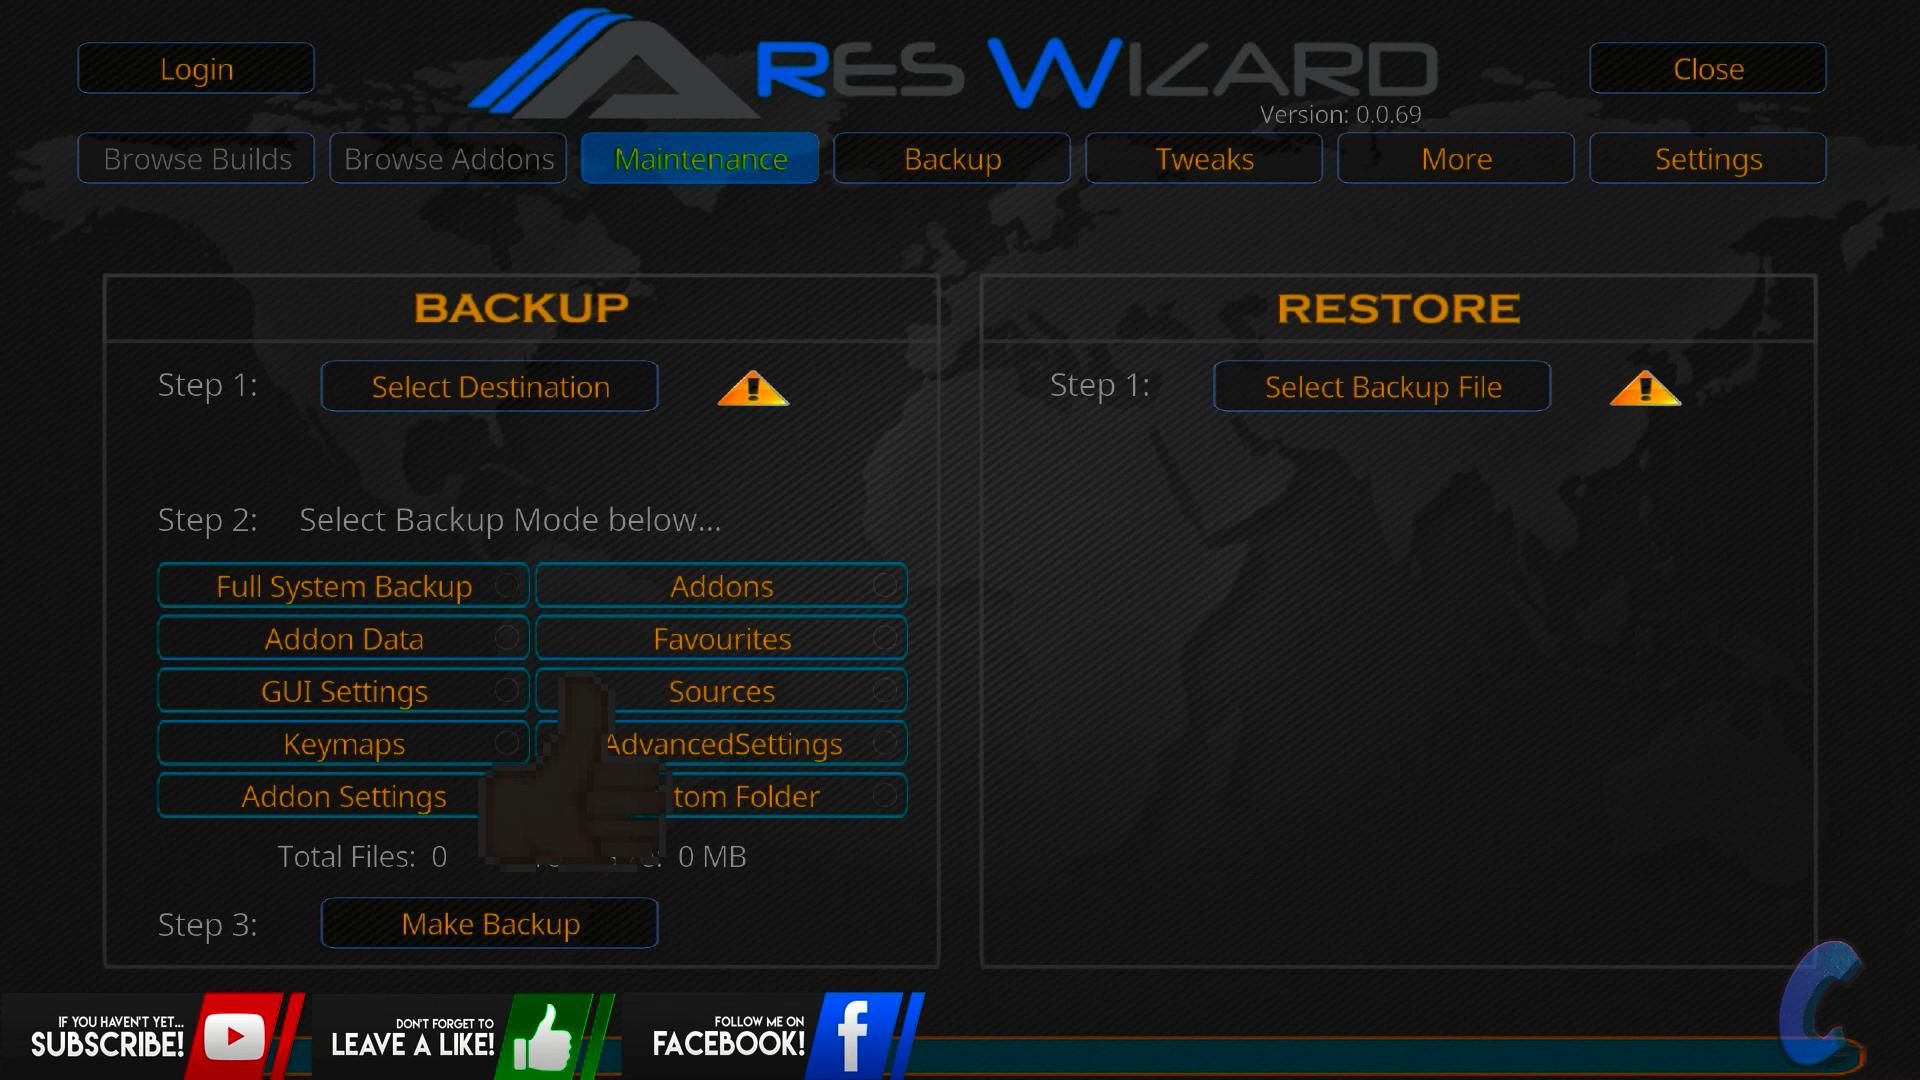 Login
ARES WIZARD
Close
Version: 0.0.69
Browse Builds
Browse Addons
Maintenance
Backup
Tweaks
More
Settings
BACKUP
Step 1:
Select Destination
Step 2:
Select Backup Mode below...
Full System Backup
Addons
Addon Data
Favourites
GUI Settings
Sources
Keymaps
AdvancedSettings
Addon Settings
tom Folder
Total Files: 0
0 MB
Step 3:
Make Backup
RESTORE
Step 1:
Select Backup File
IF YOU HAVEN'T YET...
SUBSCRIBE!
DON'T FORGET TO
LEAVE A LIKE!
FOLLOW ME ON
FACEBOOK!
C